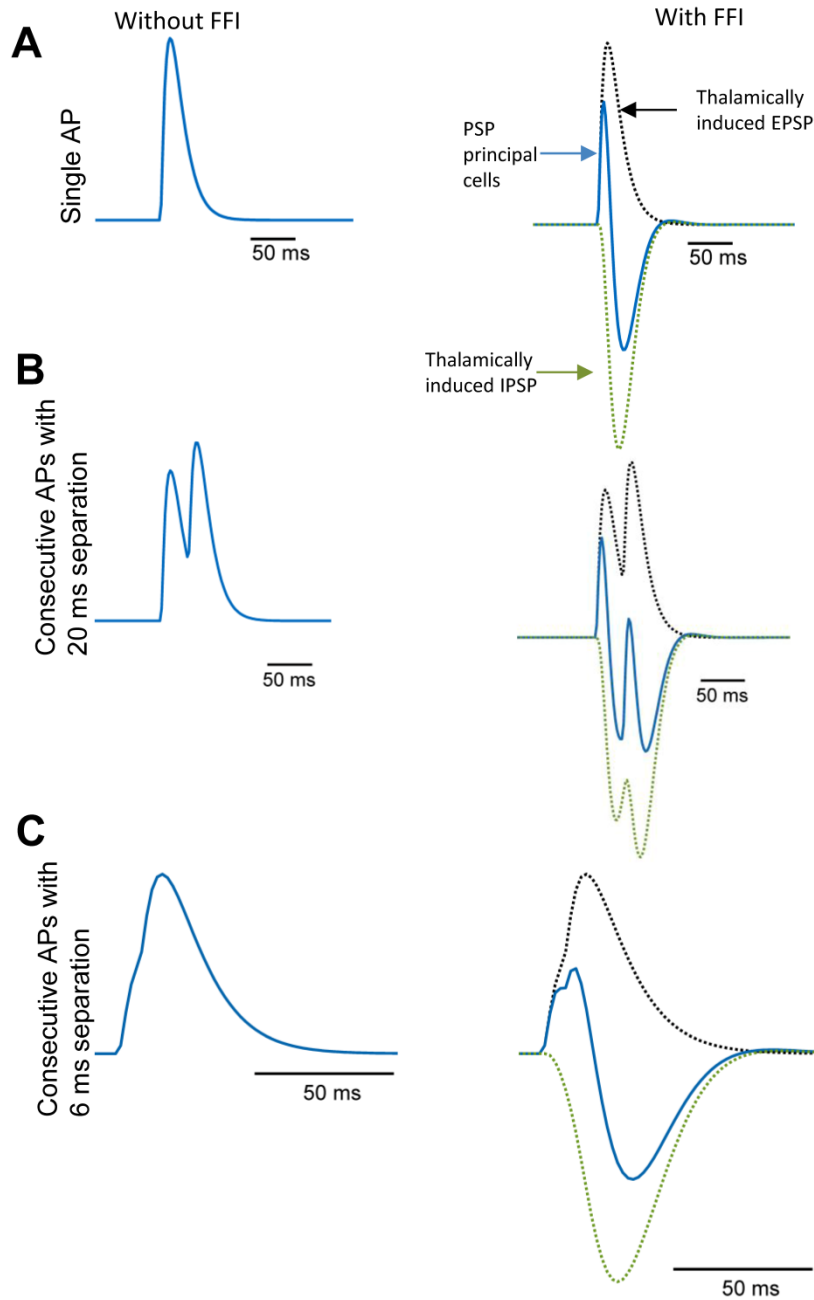 Without FFI
With FFI
A
Single AP
50 ms
PSP
principal
cells
Thalamically
induced EPSP
50 ms
Thalamically
induced IPSP
B
Consecutive APs with
20 ms separation
50 ms
50 ms
C
Consecutive APs with
6 ms separation
50 ms
50 ms